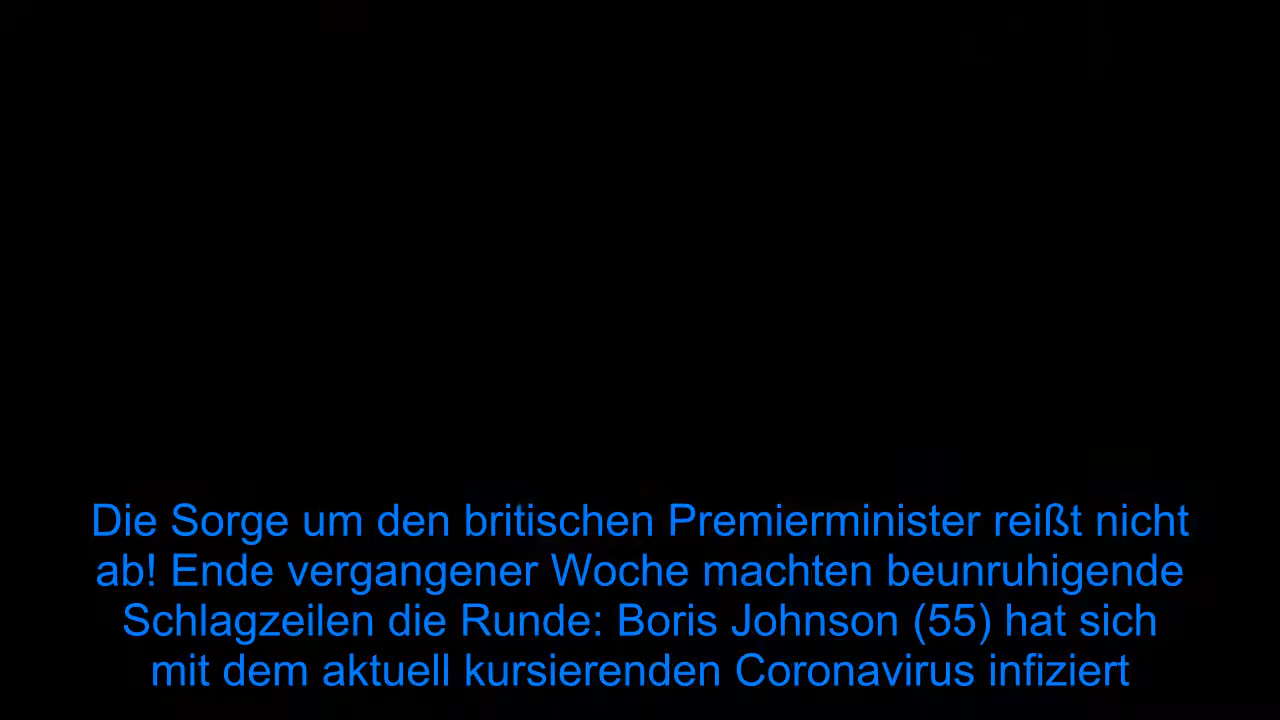 Die Sorge um den britischen Premierminister reißt nicht
ab! Ende vergangener Woche machten beunruhigende
Schlagzeilen die Runde: Boris Johnson (55) hat sich
mit dem aktuell kursierenden Coronavirus infiziert